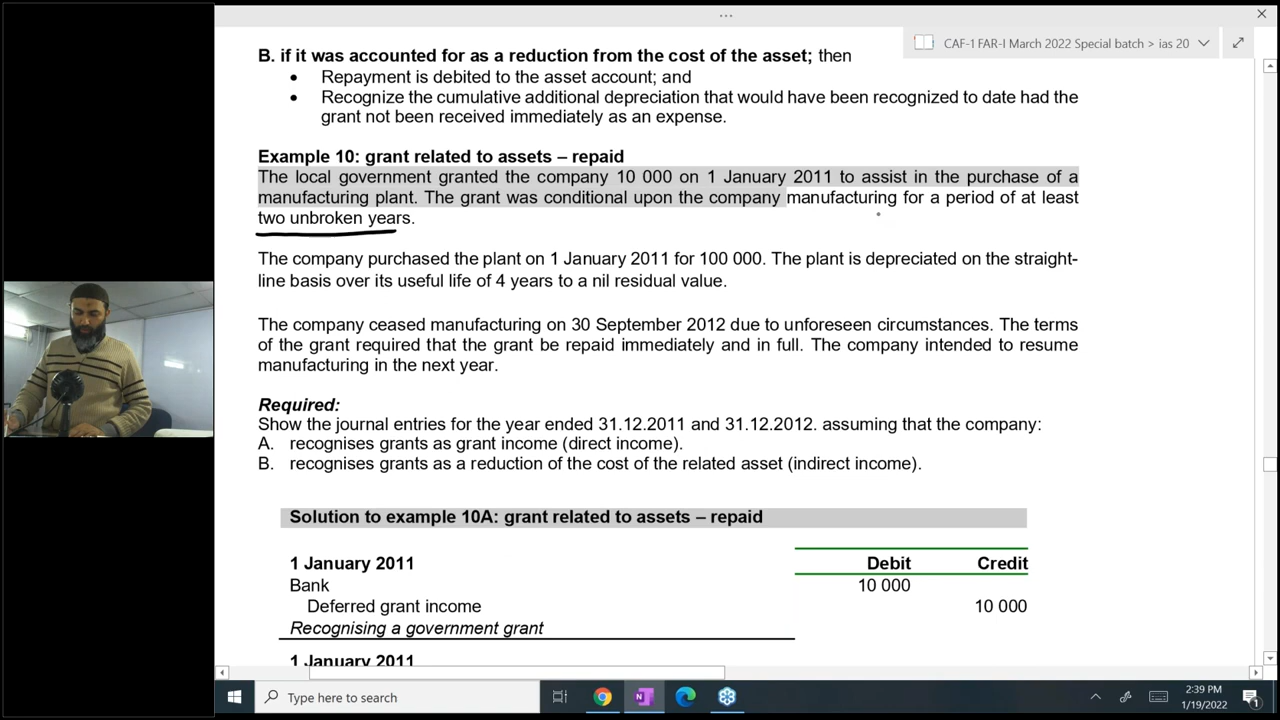 CAF-1 FAR-I March 2022 Special batch > ias 20
B. if it was accounted for as a reduction from the cost of the asset; then
• Repayment is debited to the asset account; and
• Recognize the cumulative additional depreciation that would have been recognized to date had the
grant not been received immediately as an expense.
Example 10: grant related to assets – repaid
The local government granted the company 10 000 on 1 January 2011 to assist in the purchase of a
manufacturing plant. The grant was conditional upon the company manufacturing for a period of at least
two unbroken years.
The company purchased the plant on 1 January 2011 for 100 000. The plant is depreciated on the straight-
line basis over its useful life of 4 years to a nil residual value.
The company ceased manufacturing on 30 September 2012 due to unforeseen circumstances. The terms
of the grant required that the grant be repaid immediately and in full. The company intended to resume
manufacturing in the next year.
Required:
Show the journal entries for the year ended 31.12.2011 and 31.12.2012. assuming that the company:
A. recognises grants as grant income (direct income).
B. recognises grants as a reduction of the cost of the related asset (indirect income).
Solution to example 10A: grant related to assets – repaid
1 January 2011 Debit Credit
Bank 10 000
Deferred grant income 10 000
Recognising a government grant
1 January 2011
Type here to search
2:39 PM
1/19/2022
1